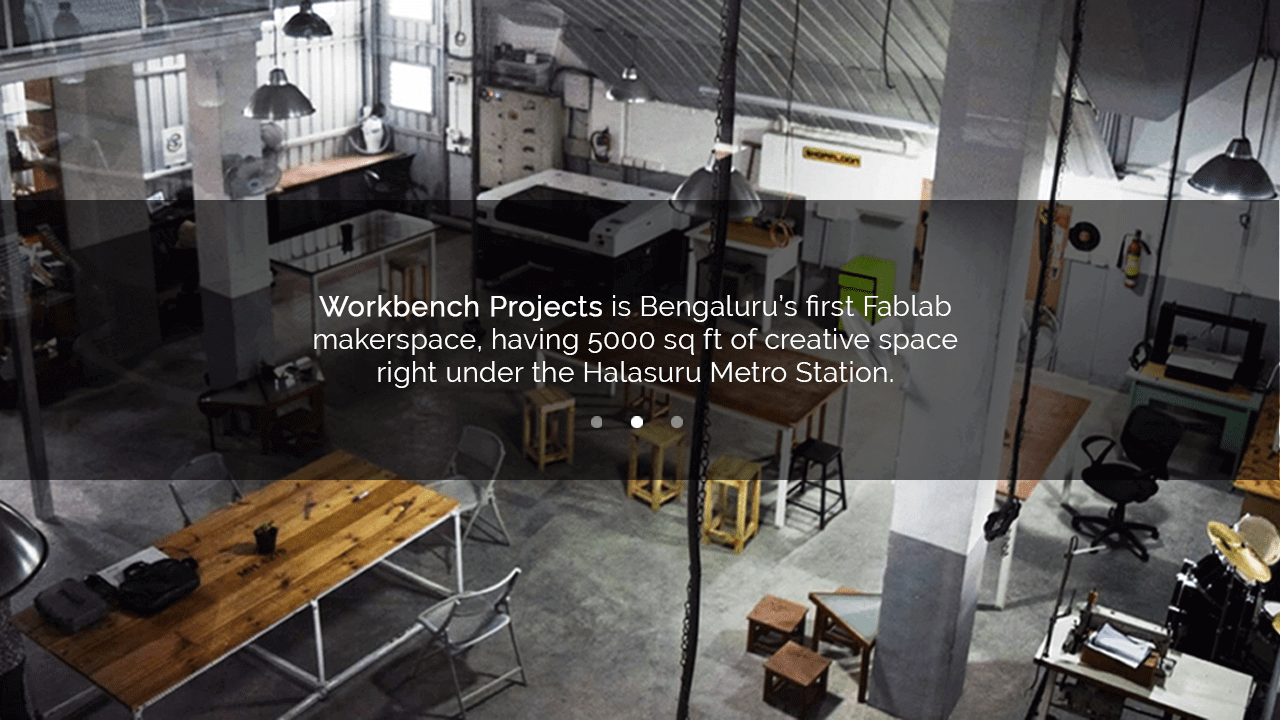 SHOPFLOOR
Workbench Projects is Bengaluru's first Fablab
makerspace, having 5000 sq ft of creative space
right under the Halasuru Metro Station.